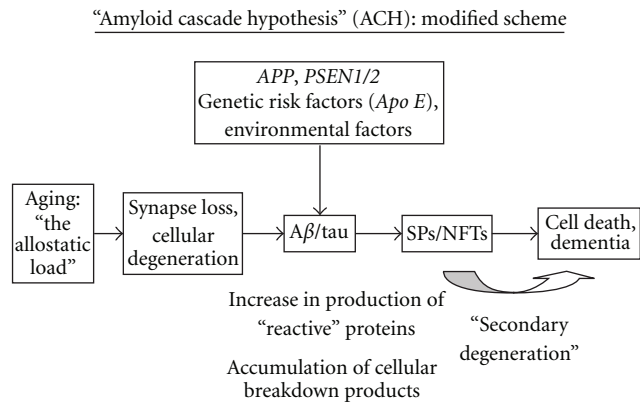 “Amyloid cascade hypothesis” (ACH): modified scheme
APP, PSEN1/2
Genetic risk factors (Apo E),
environmental factors
Aging:
“the
allostatic
load”
Synapse loss,
cellular
degeneration
Aβ/tau
SPs/NFTs
Cell death,
dementia
Increase in production of
“reactive” proteins
Accumulation of cellular
breakdown products
“Secondary
degeneration”